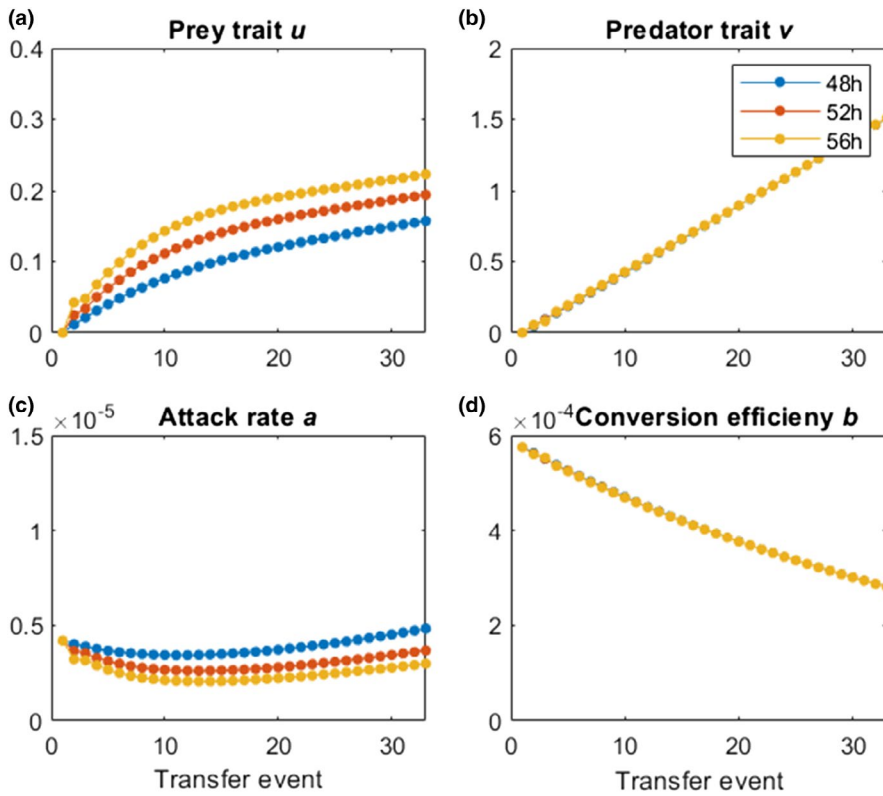 (a)
Prey trait u
0.4
0.3
0.2
0.1
0
0 10 20 30
(b)
Predator trait v
2
1.5
1
0.5
0
0 10 20 30
48h
52h
56h
(c)
×10⁻⁵
Attack rate a
1.5
1
0.5
0
0 10 20 30
Transfer event
(d)
×10⁻⁴
Conversion efficieny b
6
4
2
0
0 10 20 30
Transfer event